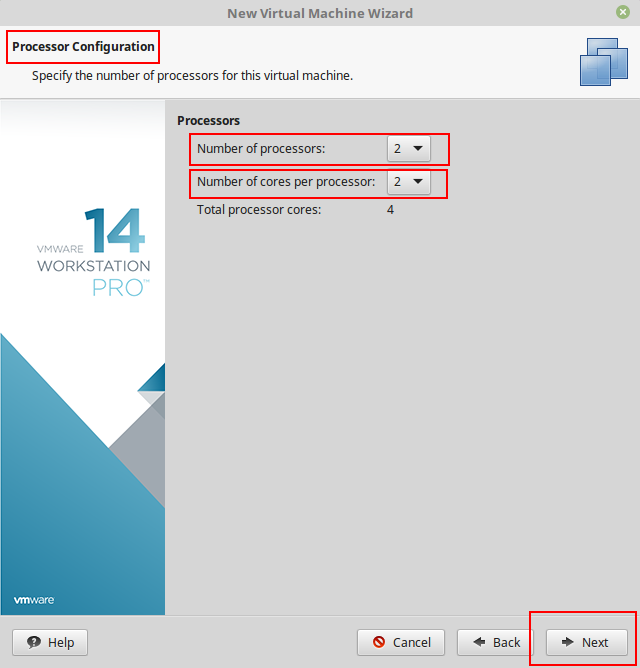 New Virtual Machine Wizard
Processor Configuration
Specify the number of processors for this virtual machine.
Processors
Number of processors: 2
Number of cores per processor: 2
Total processor cores: 4
VMWARE 14
WORKSTATION
PRO™
vmware
Help
Cancel
Back
Next